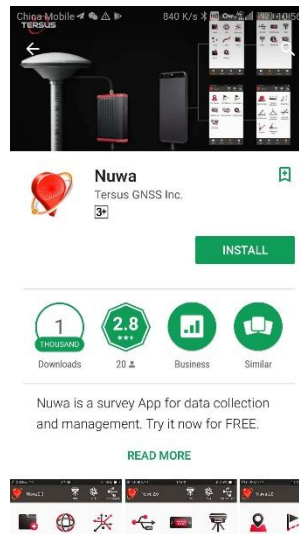 China Mobile
840 K/s
TERSUS
Nuwa
Tersus GNSS Inc.
3+
INSTALL
1
THOUSAND
2.8
Downloads
20
Business
Similar
Nuwa is a survey App for data collection
and management. Try it now for FREE.
READ MORE